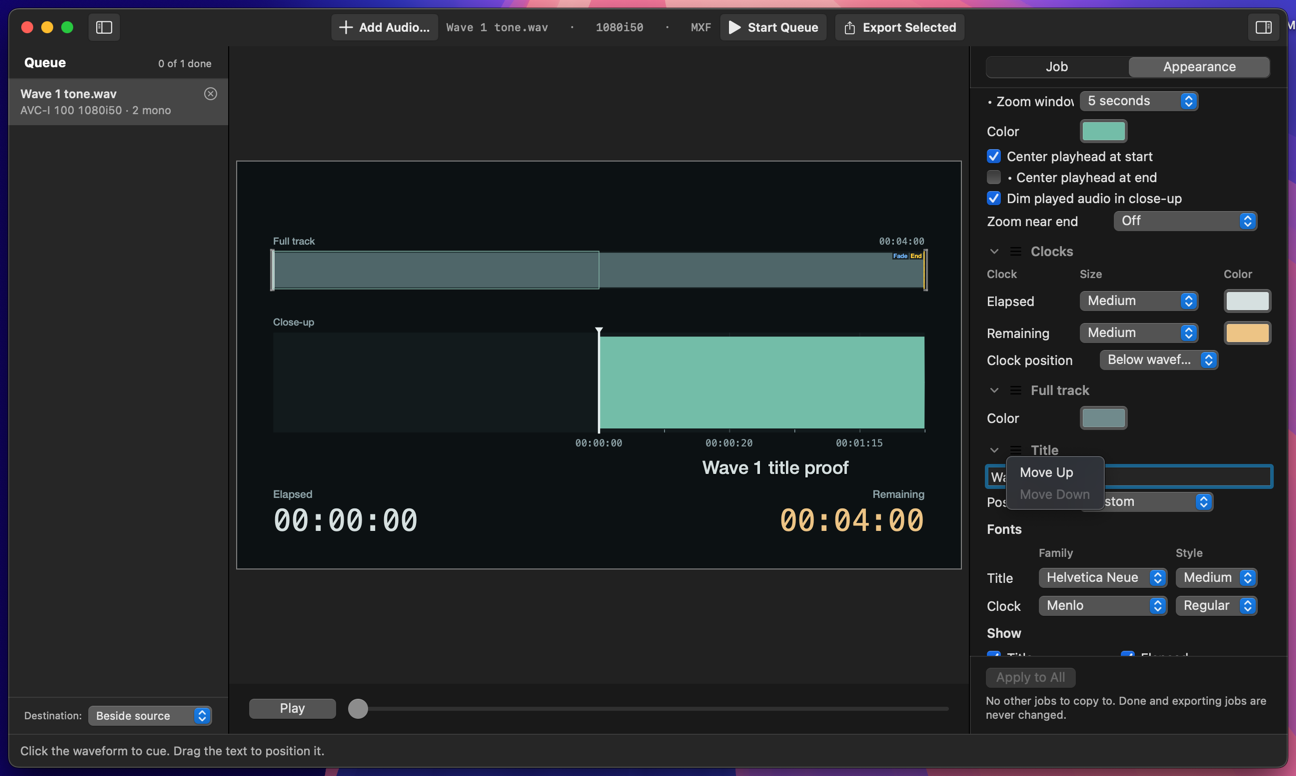 Add Audio...
Wave 1 tone.wav · 1080i50 · MXF
Start Queue
Export Selected
M
Queue
0 of 1 done
Wave 1 tone.wav
AVC-I 100 1080i50 · 2 mono
Full track
00:04:00
Fade End
Close-up
00:00:00
00:00:20
00:01:15
Wave 1 title proof
Elapsed
Remaining
00:00:00
00:04:00
Play
Destination:
Beside source
Click the waveform to cue. Drag the text to position it.
Job
Appearance
• Zoom window
5 seconds
Color
Center playhead at start
• Center playhead at end
Dim played audio in close-up
Zoom near end
Off
Clocks
Clock
Size
Color
Elapsed
Medium
Remaining
Medium
Clock position
Below wavef...
Full track
Color
Title
Wa
Move Up
Move Down
Pos
stom
Fonts
Family
Style
Title
Helvetica Neue
Medium
Clock
Menlo
Regular
Show
Title
Elapsed
Apply to All
No other jobs to copy to. Done and exporting jobs are
never changed.